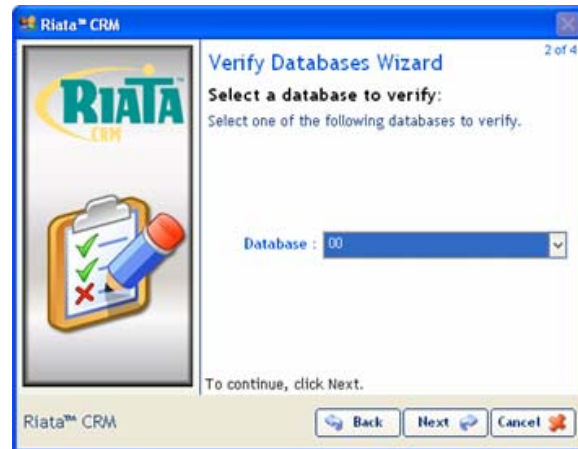 Riata™ CRM
RIATA™
CRM
Verify Databases Wizard
2 of 4
Select a database to verify:
Select one of the following databases to verify.
Database : 00
To continue, click Next.
Riata™ CRM
Back
Next
Cancel